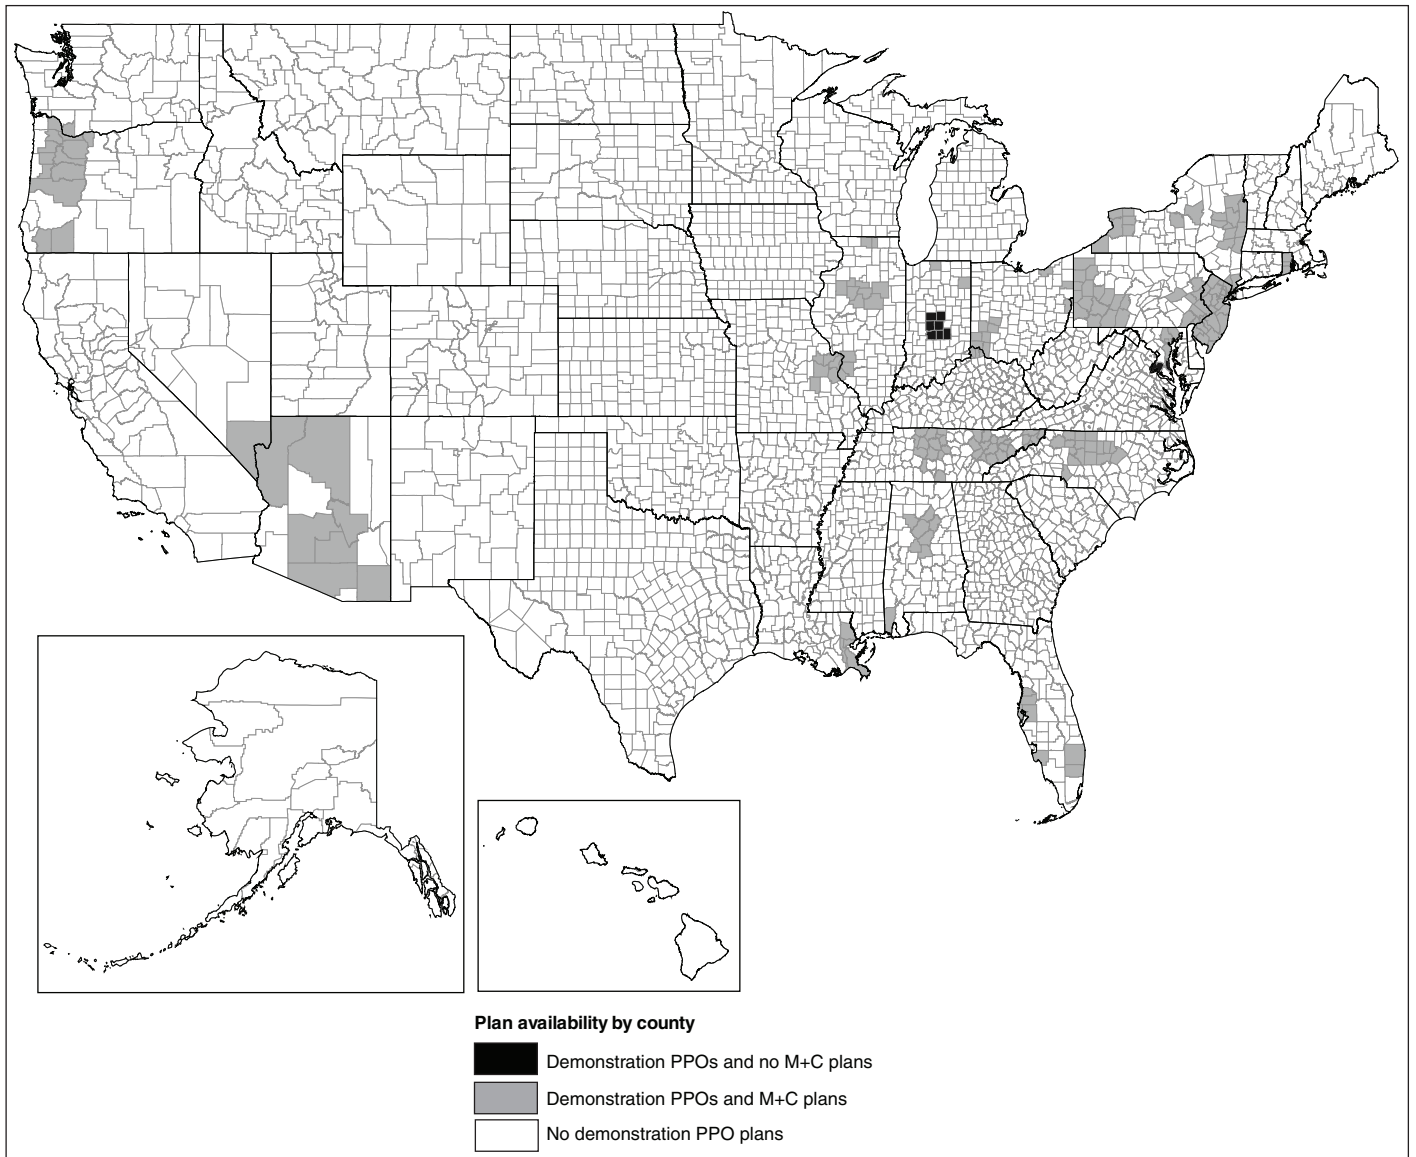 Plan availability by county
Demonstration PPOs and no M+C plans
Demonstration PPOs and M+C plans
No demonstration PPO plans